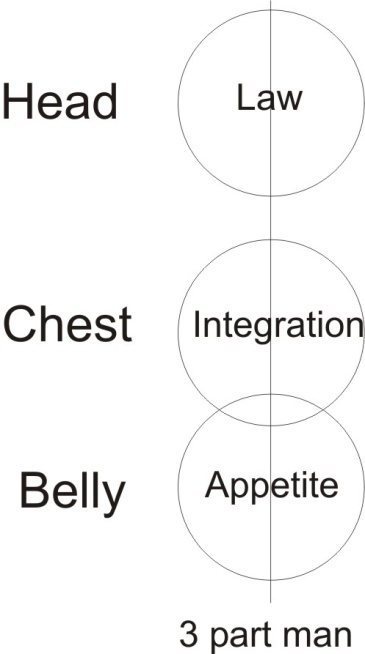 Head Law
Chest Integration
Belly Appetite
3 part man